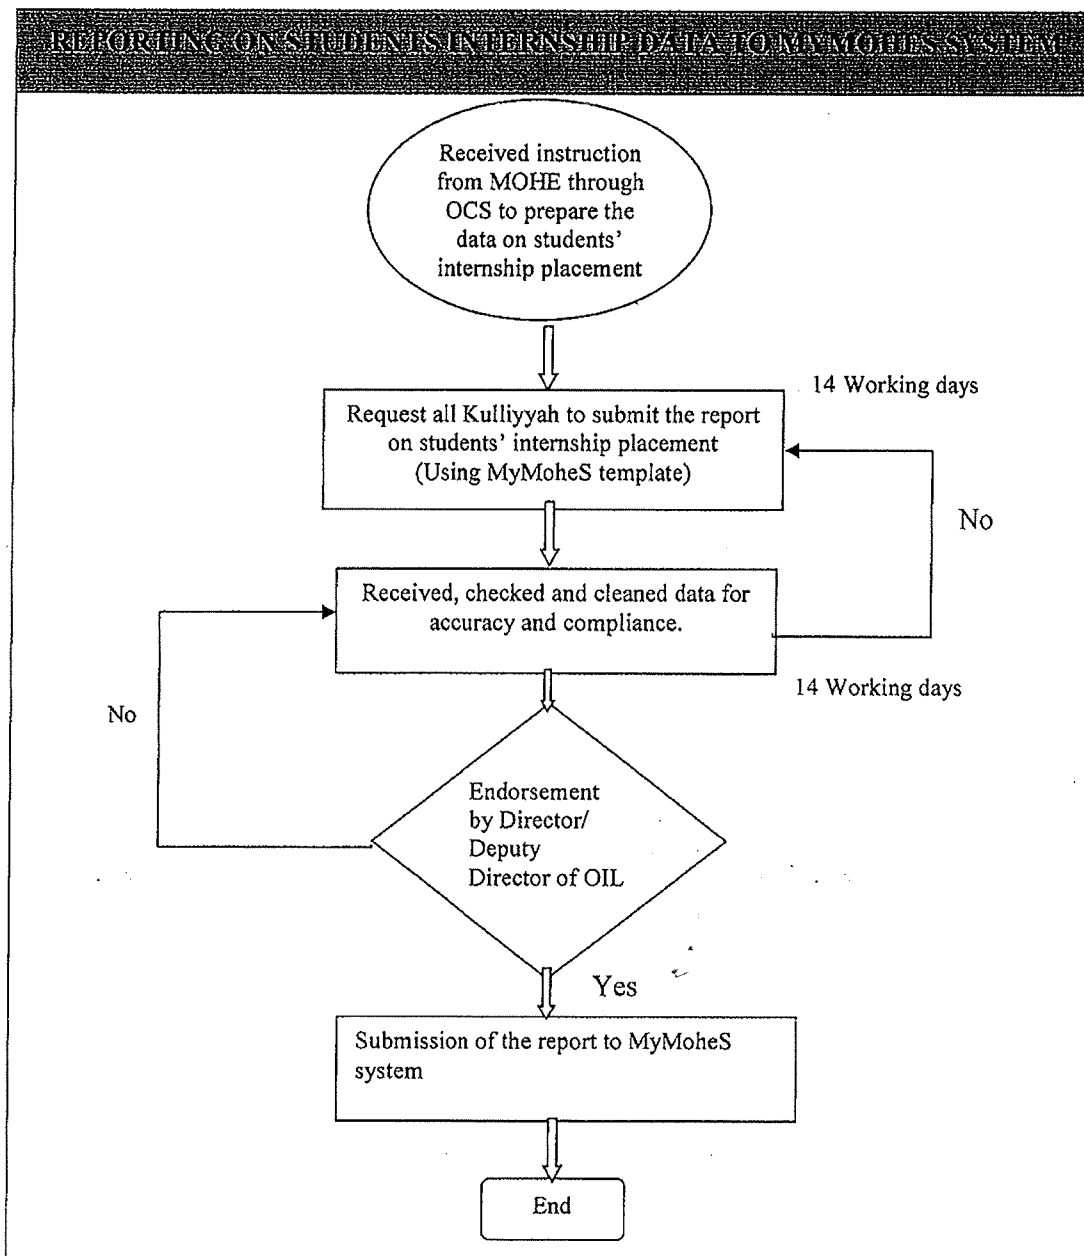 REPORTING ON STUDENTS INTERNSHIP DATA TO MYMOHES SYSTEM
Received instruction
from MOHE through
OCS to prepare the
data on students'
internship placement
14 Working days
Request all Kulliyyah to submit the report
on students' internship placement
(Using MyMoheS template)
No
Received, checked and cleaned data for
accuracy and compliance.
14 Working days
No
Endorsement
by Director/
Deputy
Director of OIL
Yes
Submission of the report to MyMoheS
system
End